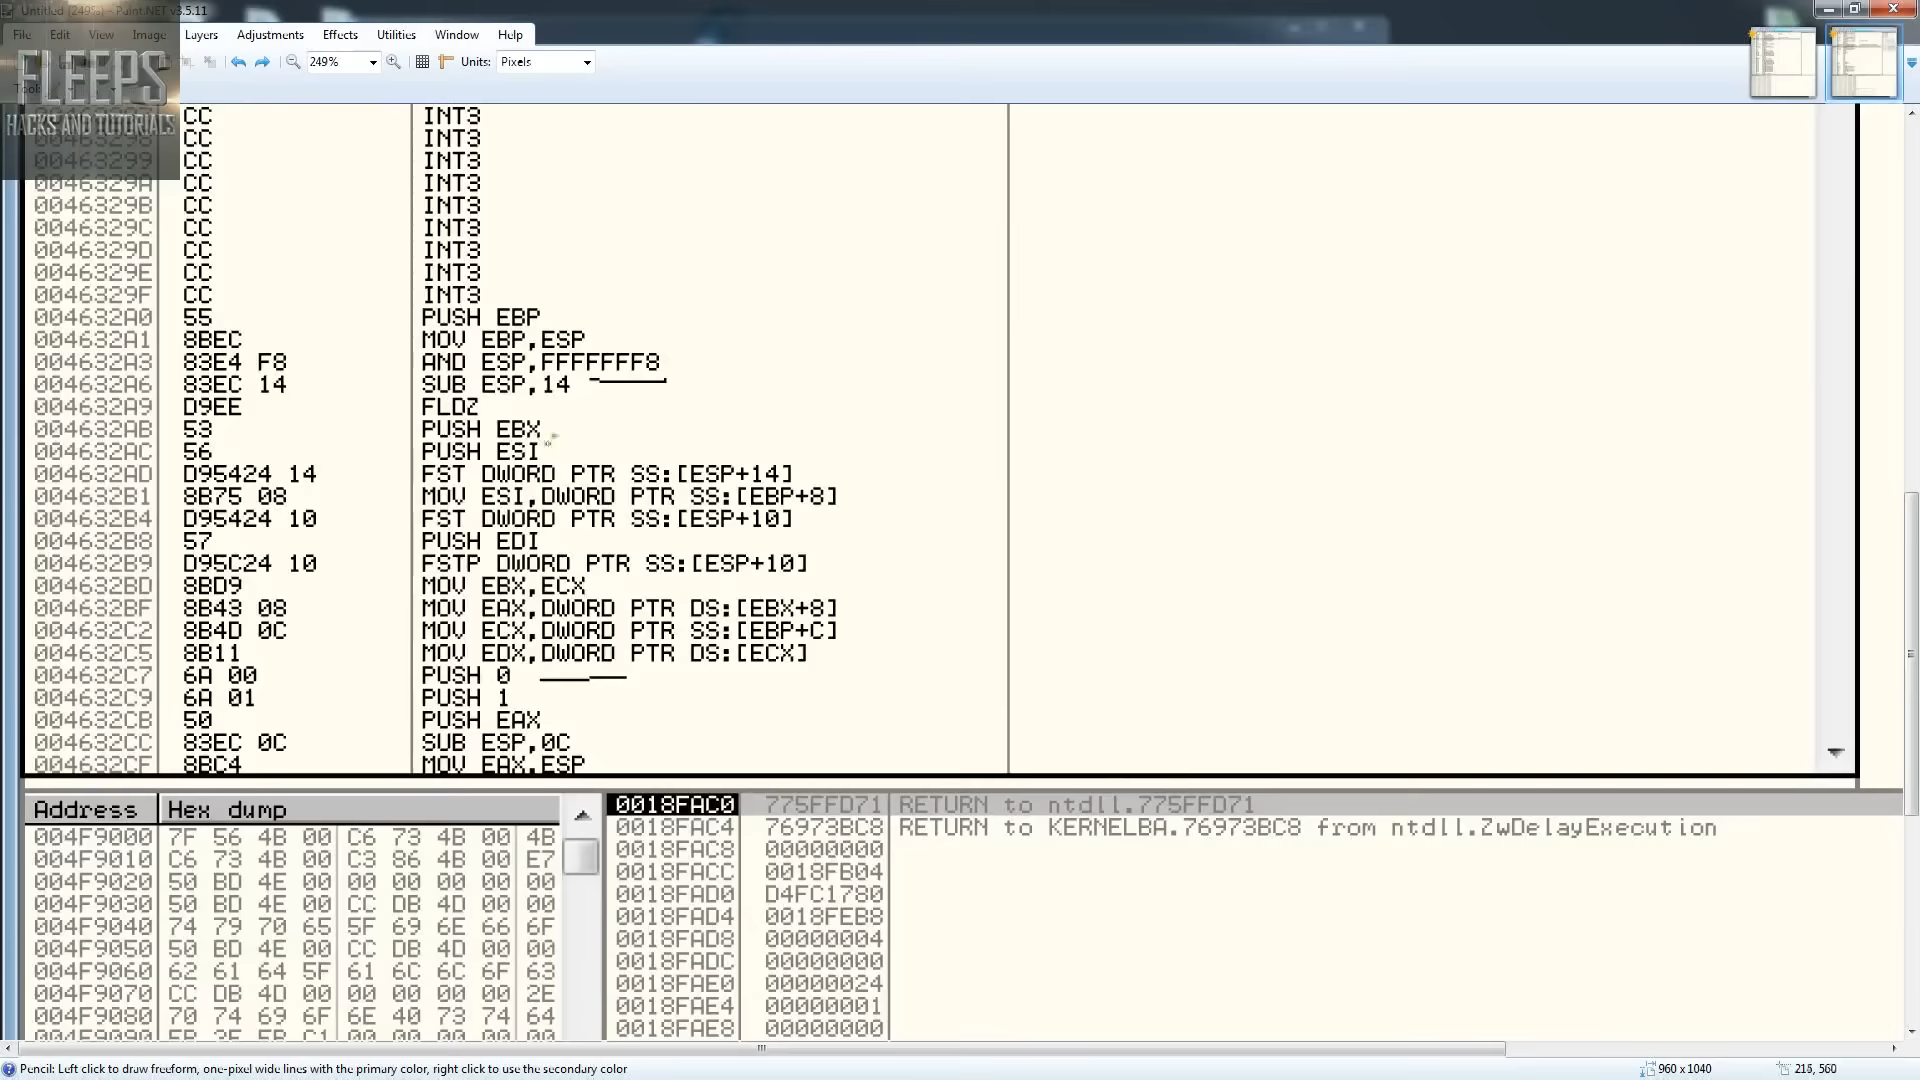 Untitled (249%) - Paint.NET v3.5.11
File Edit View Image Layers Adjustments Effects Utilities Window Help
249% Units: Pixels
Tool:
FLEEPS
HACKS AND TUTORIALS
CC INT3
00463298 CC INT3
00463299 CC INT3
0046329A CC INT3
0046329B CC INT3
0046329C CC INT3
0046329D CC INT3
0046329E CC INT3
0046329F CC INT3
004632A0 55 PUSH EBP
004632A1 8BEC MOV EBP,ESP
004632A3 83E4 F8 AND ESP,FFFFFFF8
004632A6 83EC 14 SUB ESP,14
004632A9 D9EE FLDZ
004632AB 53 PUSH EBX
004632AC 56 PUSH ESI
004632AD D95424 14 FST DWORD PTR SS:[ESP+14]
004632B1 8B75 08 MOV ESI,DWORD PTR SS:[EBP+8]
004632B4 D95424 10 FST DWORD PTR SS:[ESP+10]
004632B8 57 PUSH EDI
004632B9 D95C24 10 FSTP DWORD PTR SS:[ESP+10]
004632BD 8BD9 MOV EBX,ECX
004632BF 8B43 08 MOV EAX,DWORD PTR DS:[EBX+8]
004632C2 8B4D 0C MOV ECX,DWORD PTR SS:[EBP+C]
004632C5 8B11 MOV EDX,DWORD PTR DS:[ECX]
004632C7 6A 00 PUSH 0
004632C9 6A 01 PUSH 1
004632CB 50 PUSH EAX
004632CC 83EC 0C SUB ESP,0C
004632CF 8BC4 MOV EAX,ESP
Address Hex dump
004F9000 7F 56 4B 00 C6 73 4B 00 4B
004F9010 C6 73 4B 00 C3 86 4B 00 E7
004F9020 50 BD 4E 00 00 00 00 00 00
004F9030 50 BD 4E 00 CC DB 4D 00 00
004F9040 74 79 70 65 5F 69 6E 66 6F
004F9050 50 BD 4E 00 CC DB 4D 00 00
004F9060 62 61 64 5F 61 6C 6C 6F 63
004F9070 CC DB 4D 00 00 00 00 00 2E
004F9080 70 74 69 6F 6E 40 73 74 64
0018FAC0 775FFD71 RETURN to ntdll.775FFD71
0018FAC4 76973BC8 RETURN to KERNELBA.76973BC8 from ntdll.ZwDelayExecution
0018FAC8 00000000
0018FACC 0018FB04
0018FAD0 D4FC1780
0018FAD4 0018FEB8
0018FAD8 00000004
0018FADC 00000000
0018FAE0 00000024
0018FAE4 00000001
0018FAE8 00000000
Pencil: Left click to draw freeform, one-pixel wide lines with the primary color, right click to use the secondary color
960 x 1040
216, 560